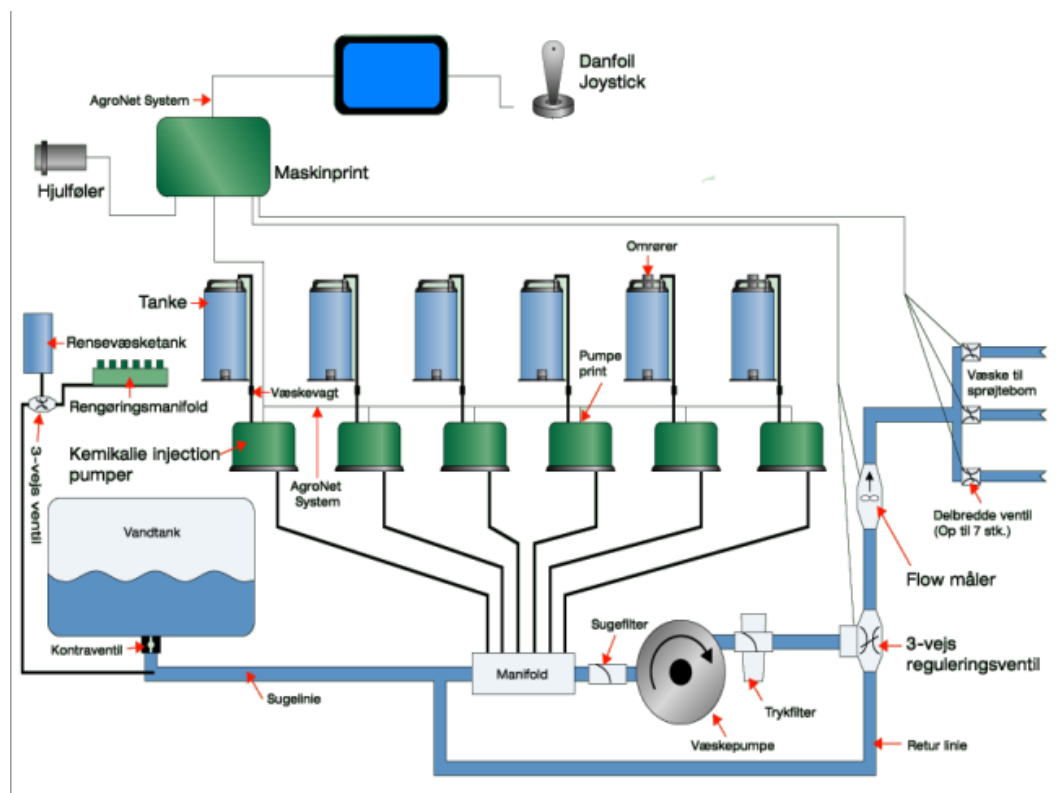 Danfoil
Joystick
AgroNet System
Maskinprint
Hjulføler
Omrører
Tanke
Rensevæsketank
Pumpe
print
Væskevagt
Væske til
sprøjtebom
Rengøringsmanifold
3-vejs ventil
Kemikalie injection
pumper
AgroNet
System
Delbredde ventil
(Op til 7 stk.)
Vandtank
Flow måler
Sugefilter
Kontraventil
3-vejs
reguleringsventil
Manifold
Sugelinie
Trykfilter
Væskepumpe
Retur linie